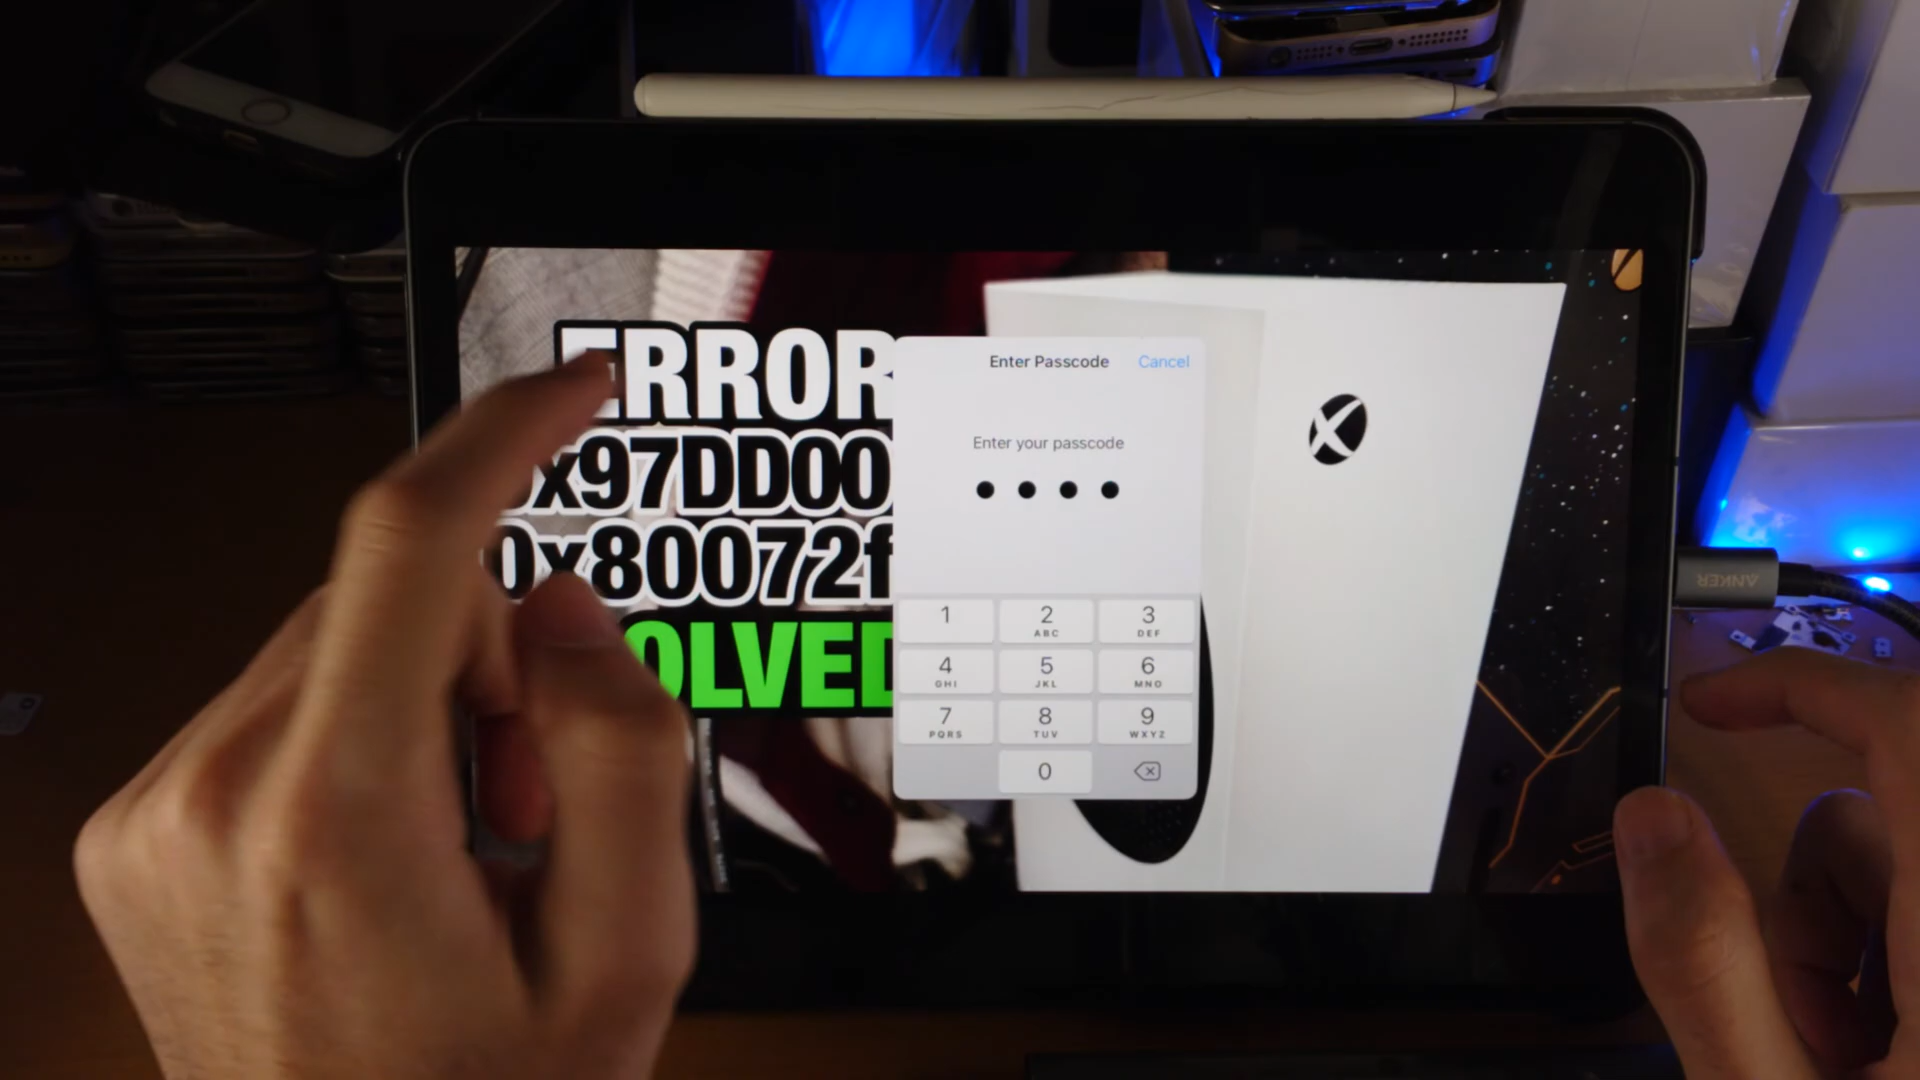 ERROR
x97DD00
0x80072f
OLVED
Enter Passcode
Cancel
Enter your passcode
1
2
ABC
3
DEF
4
GHI
5
JKL
6
MNO
7
PQRS
8
TUV
9
WXYZ
0
ANKER